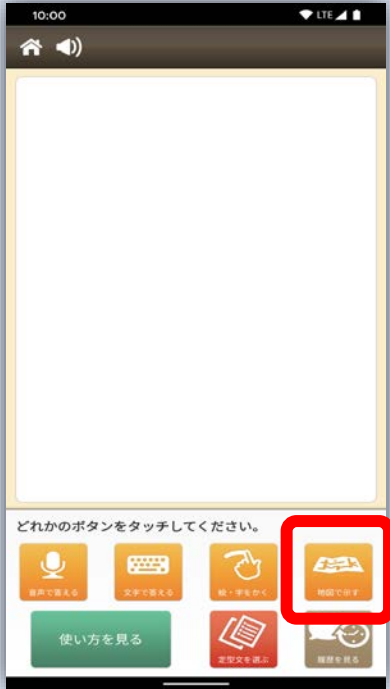 10:00 LTE
どれかのボタンをタッチしてください。
音声で答える 文字で答える 絵・字をかく 地図で示す
使い方を見る 定型文を選ぶ 履歴を見る